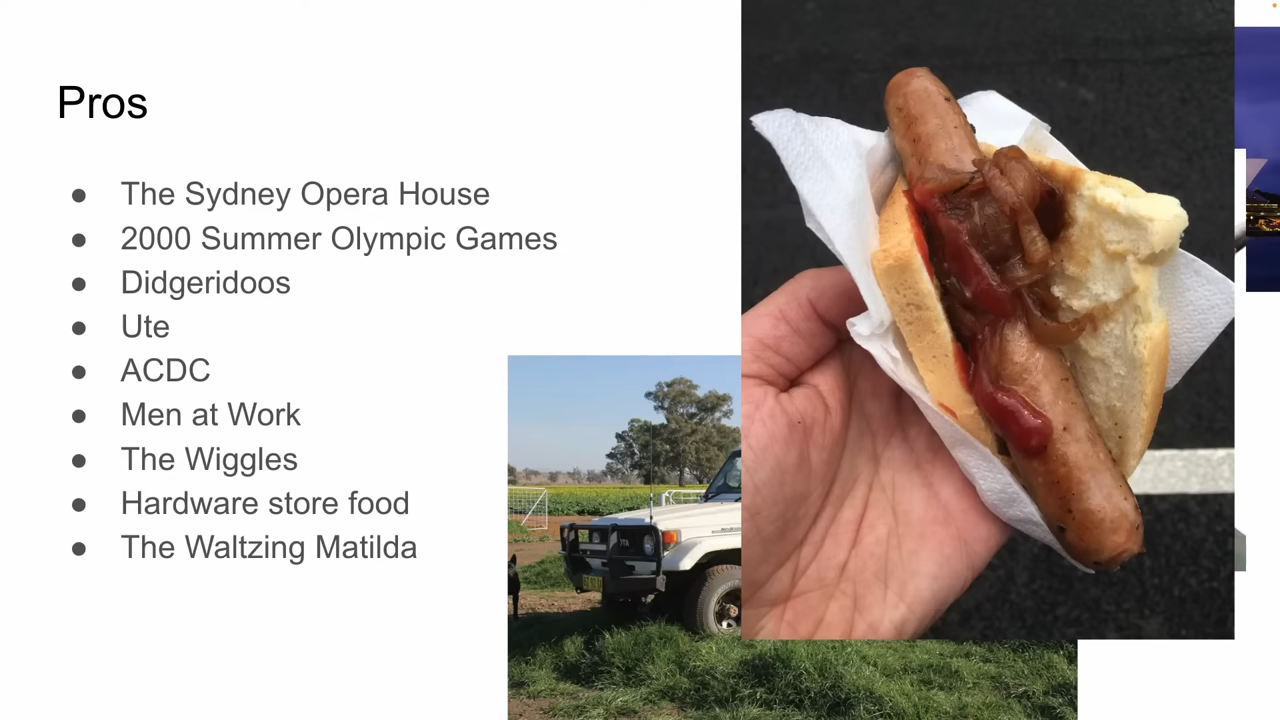 Pros
● The Sydney Opera House
● 2000 Summer Olympic Games
● Didgeridoos
● Ute
● ACDC
● Men at Work
● The Wiggles
● Hardware store food
● The Waltzing Matilda